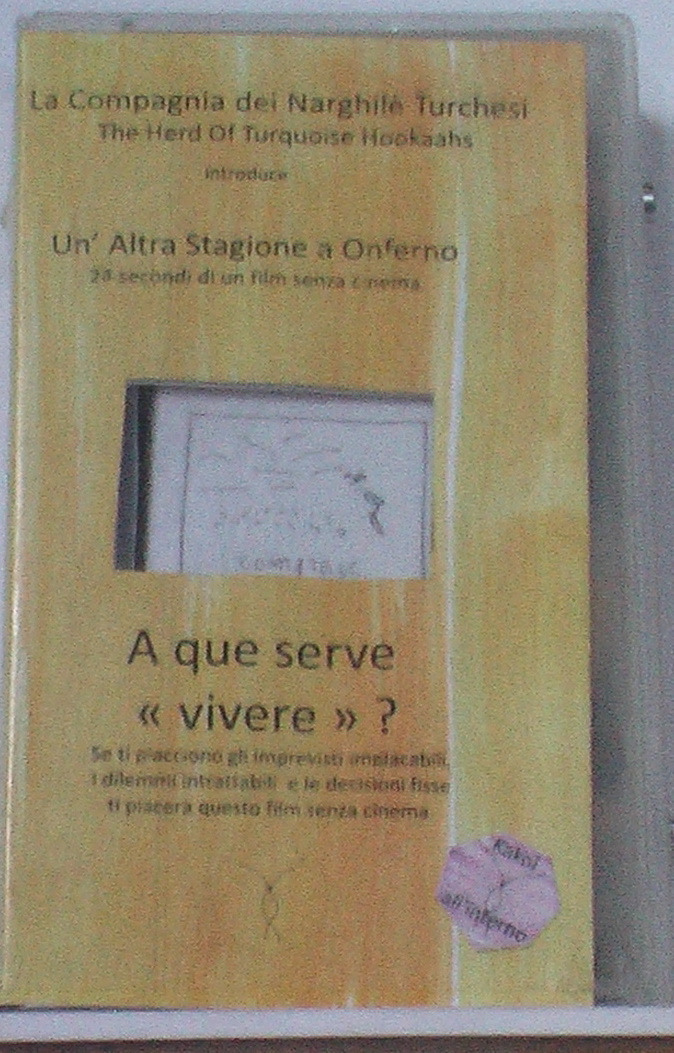 La Compagnia dei Narghilè Turchesi
The Herd Of Turquoise Hookaahs
introduce
Un' Altra Stagione a Onferno
24 secondi di un film senza cinema
A que serve
« vivere » ?
Se ti piacciono gli imprevisti implacabili,
i dilemmi intrattabili e le decisioni fisse
ti piacerà questo film senza cinema
Kakoi
all'inferno